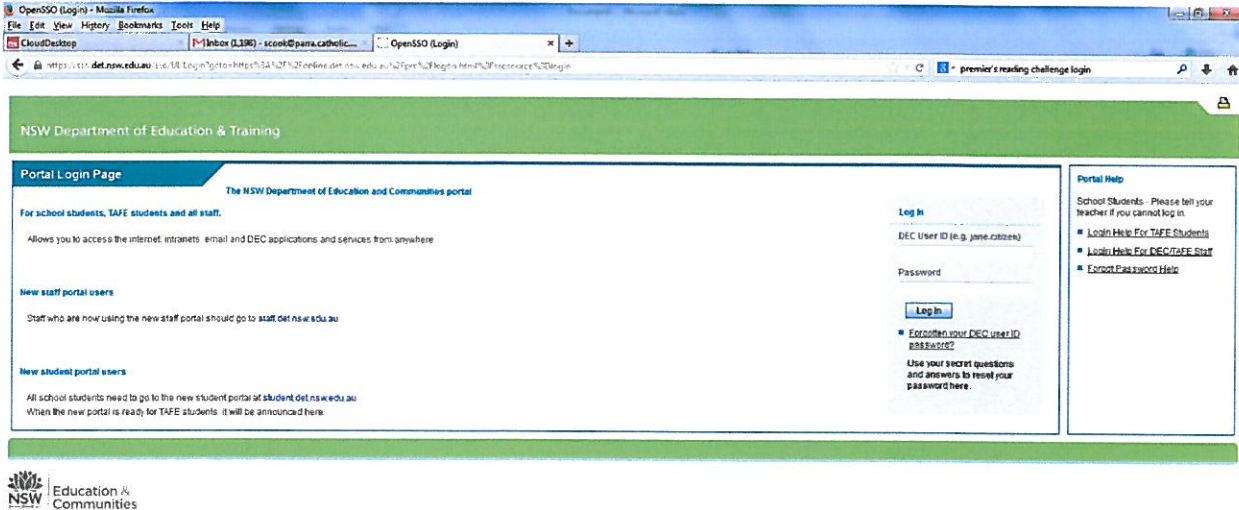 OpenSSO (Login) - Mozilla Firefox
File Edit View History Bookmarks Tools Help
CloudDesktop
Inbox (1,196) - scook@parra.catholic....
OpenSSO (Login)
premier's reading challenge login
NSW Department of Education & Training
Portal Login Page
The NSW Department of Education and Communities portal
For school students, TAFE students and all staff.
Allows you to access the internet, intranets, email and DEC applications and services from anywhere
New staff portal users
Staff who are now using the new staff portal should go to staff.det.nsw.edu.au
New student portal users
All school students need to go to the new student portal at student.det.nsw.edu.au
When the new portal is ready for TAFE students, it will be announced here.
Log In
DEC User ID (e.g. jane.citizen)
Password
Log In
Forgotten your DEC user ID
password?
Use your secret questions
and answers to reset your
password here.
Portal Help
School Students - Please tell your
teacher if you cannot log in.
Login Help For TAFE Students
Login Help For DEC/TAFE Staff
Forgot Password Help
NSW
Education &
Communities